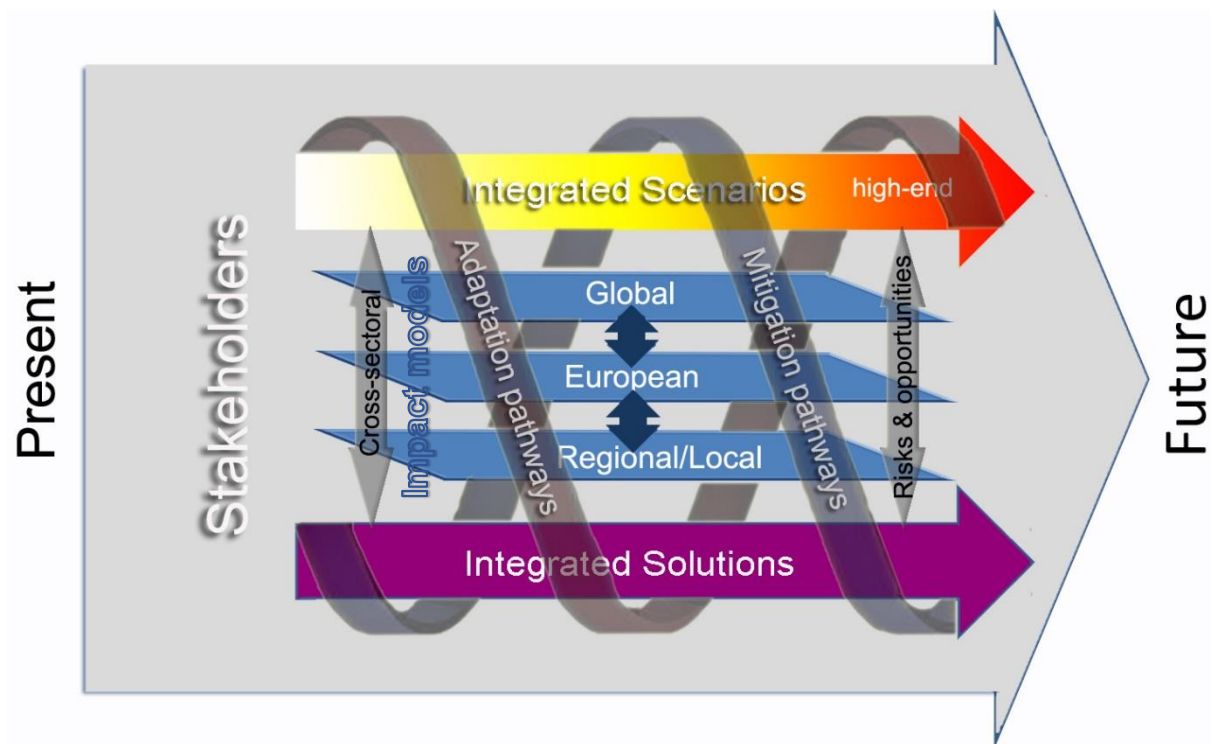 Present
Stakeholders
Integrated Scenarios
high-end
Cross-sectoral
Impact models
Adaptation pathways
Global
European
Regional/Local
Mitigation pathways
Risks & opportunities
Integrated Solutions
Future